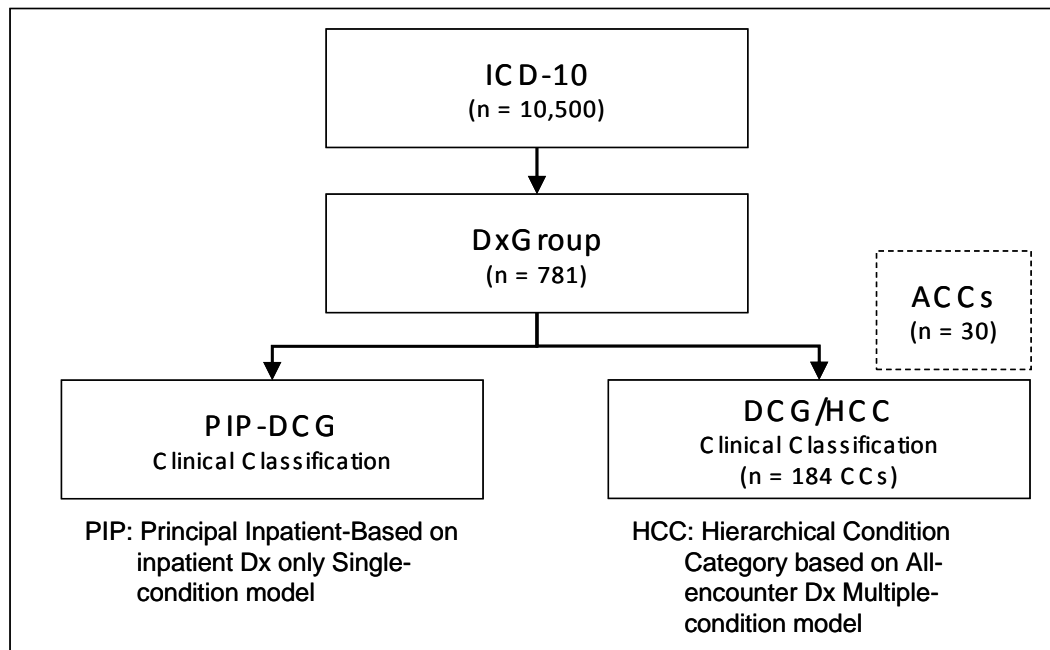 ICD-10
(n = 10,500)
DxGroup
(n = 781)
ACCs
(n = 30)
PIP-DCG
Clinical Classification
DCG/HCC
Clinical Classification
(n = 184 CCs)
PIP: Principal Inpatient-Based on
inpatient Dx only Single-
condition model
HCC: Hierarchical Condition
Category based on All-
encounter Dx Multiple-
condition model